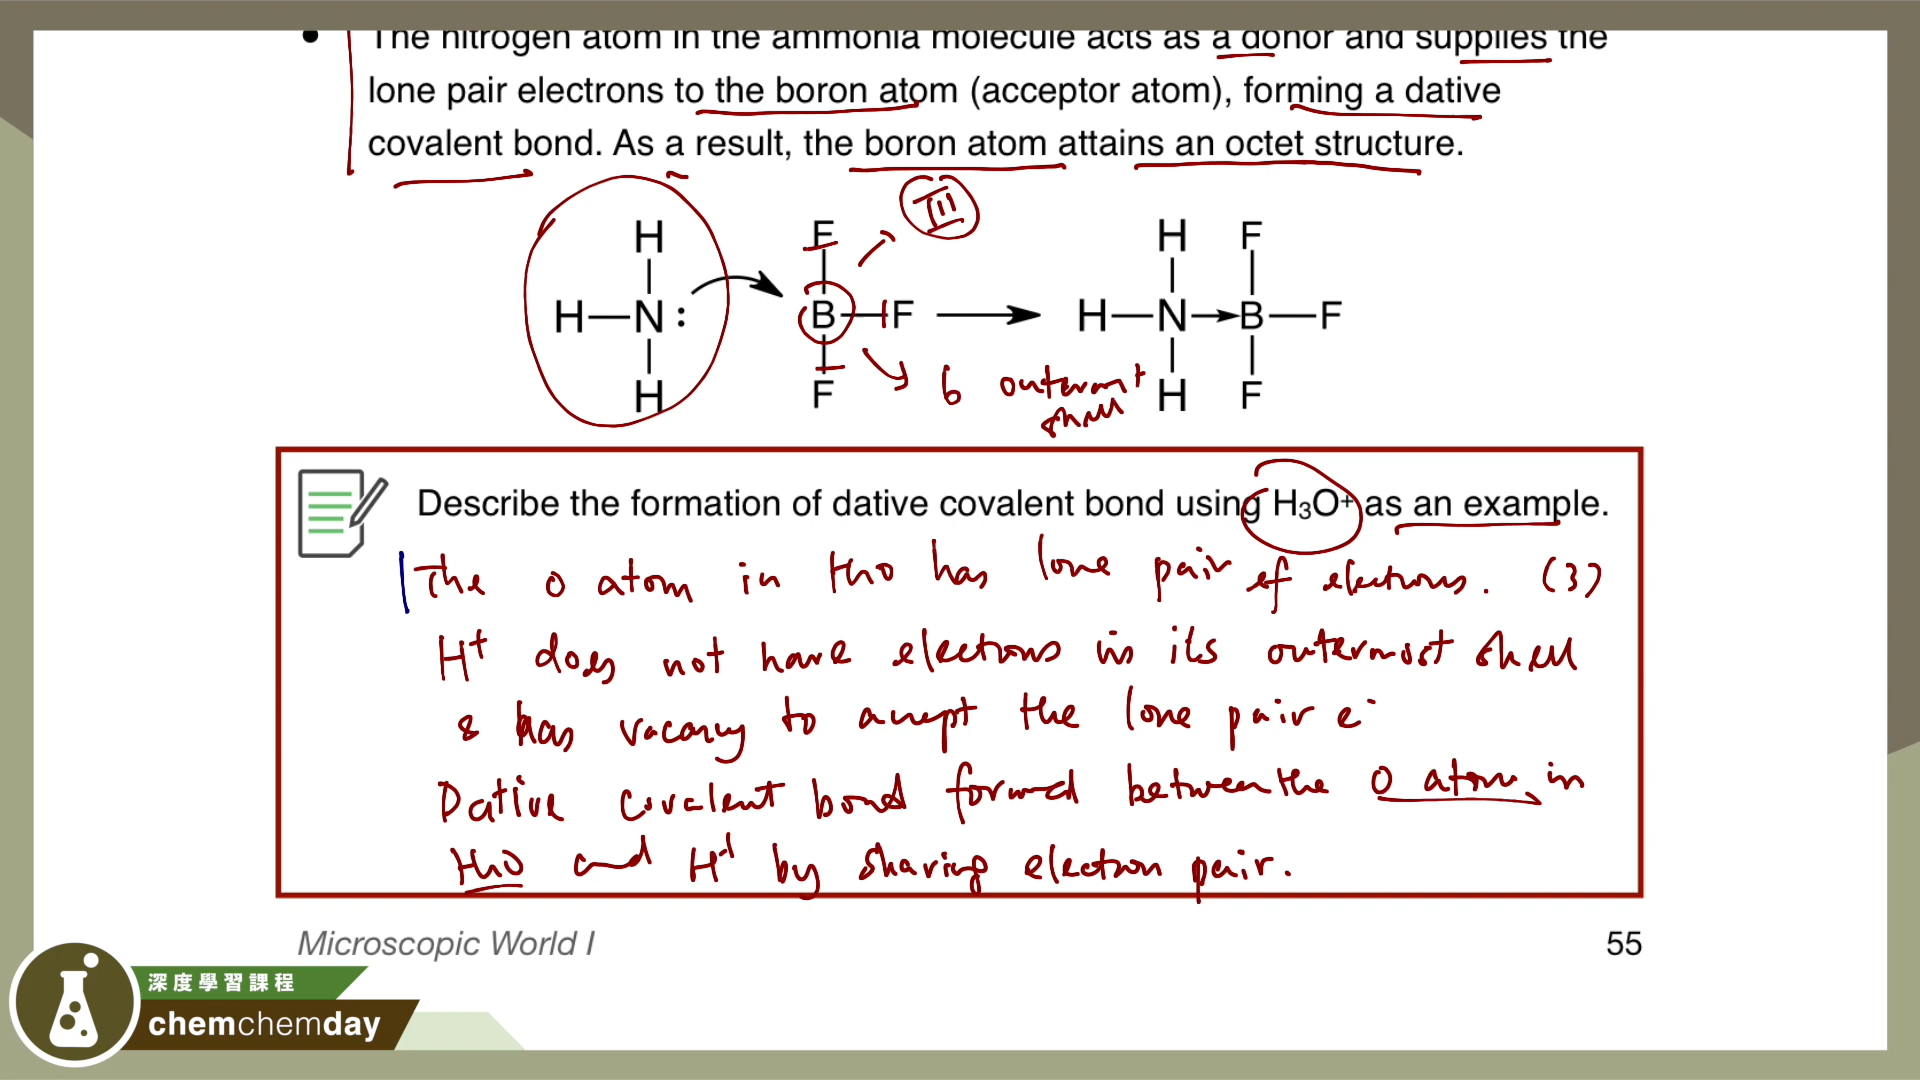 The nitrogen atom in the ammonia molecule acts as a donor and supplies the
lone pair electrons to the boron atom (acceptor atom), forming a dative
covalent bond. As a result, the boron atom attains an octet structure.
III
H F H F
H—N: B—F H—N→B—F
H F H F
6 outermost
shell
Describe the formation of dative covalent bond using H₃O⁺ as an example.
The O atom in H₂O has lone pair of electrons. (3)
H⁺ does not have electrons in its outermost shell
& has vacancy to accept the lone pair e⁻
Dative covalent bond formed between the O atom in
H₂O and H⁺ by sharing electron pair.
Microscopic World I 55
深度學習課程
chemchemday